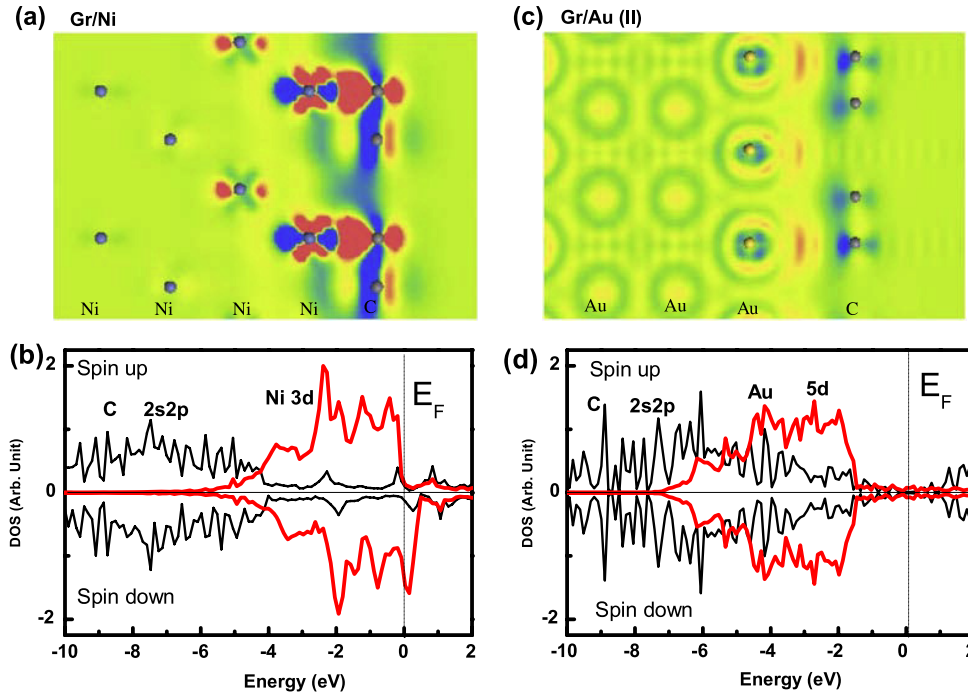 (a)
Gr/Ni
Ni Ni Ni Ni C
(c)
Gr/Au (II)
Au Au Au C
(b)
2
0
-2
DOS (Arb. Unit)
Spin up
C 2s2p
Ni 3d
E_F
Spin down
-10 -8 -6 -4 -2 0 2
Energy (eV)
(d)
2
0
-2
DOS (Arb. Unit)
Spin up
C 2s2p Au 5d
E_F
Spin down
-10 -8 -6 -4 -2 0 2
Energy (eV)